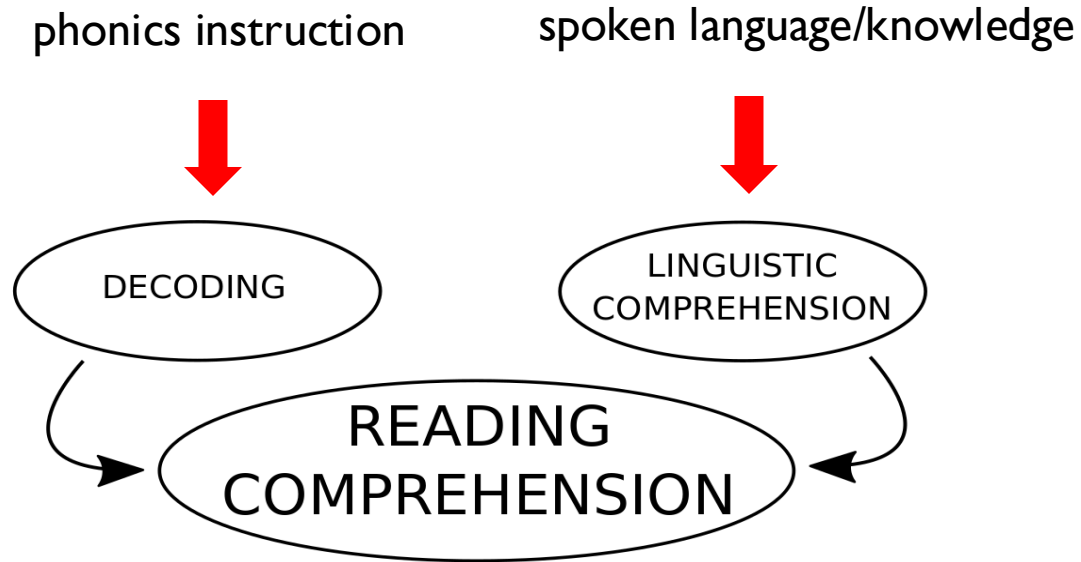 phonics instruction
spoken language/knowledge
DECODING
LINGUISTIC
COMPREHENSION
READING
COMPREHENSION